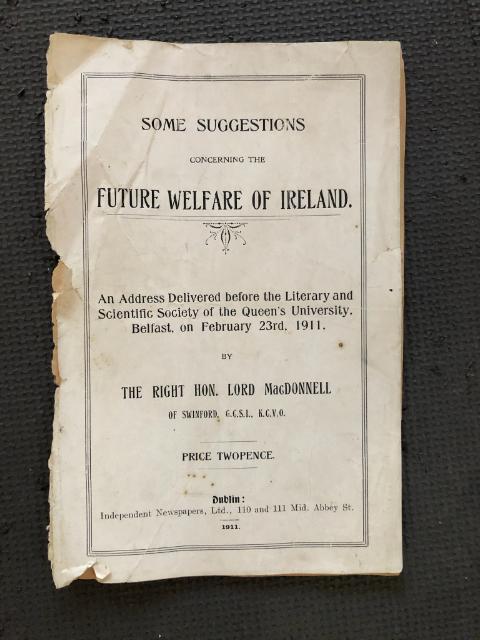 SOME SUGGESTIONS
CONCERNING THE
FUTURE WELFARE OF IRELAND.
An Address Delivered before the Literary and
Scientific Society of the Queen's University,
Belfast, on February 23rd, 1911.
BY
THE RIGHT HON. LORD MacDONNELL
OF SWINFORD, G.C.S.I., K.C.V.O.
PRICE TWOPENCE.
Dublin:
Independent Newspapers, Ltd., 110 and 111 Mid. Abbey St.
1911.